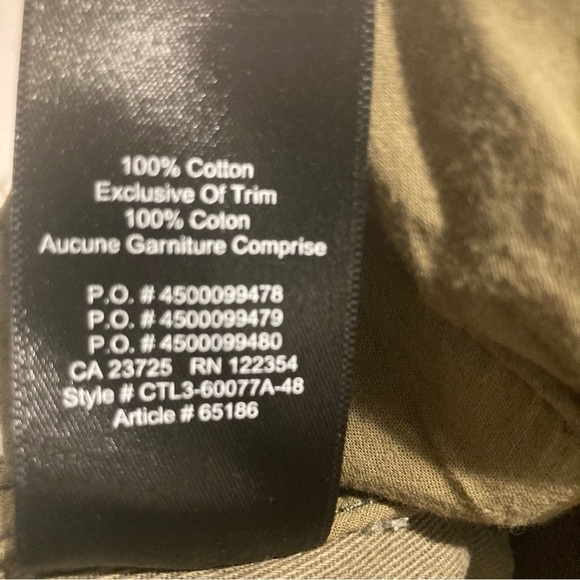 100% Cotton
Exclusive Of Trim
100% Coton
Aucune Garniture Comprise
P.O. # 4500099478
P.O. # 4500099479
P.O. # 4500099480
CA 23725 RN 122354
Style # CTL3-60077A-48
Article # 65186